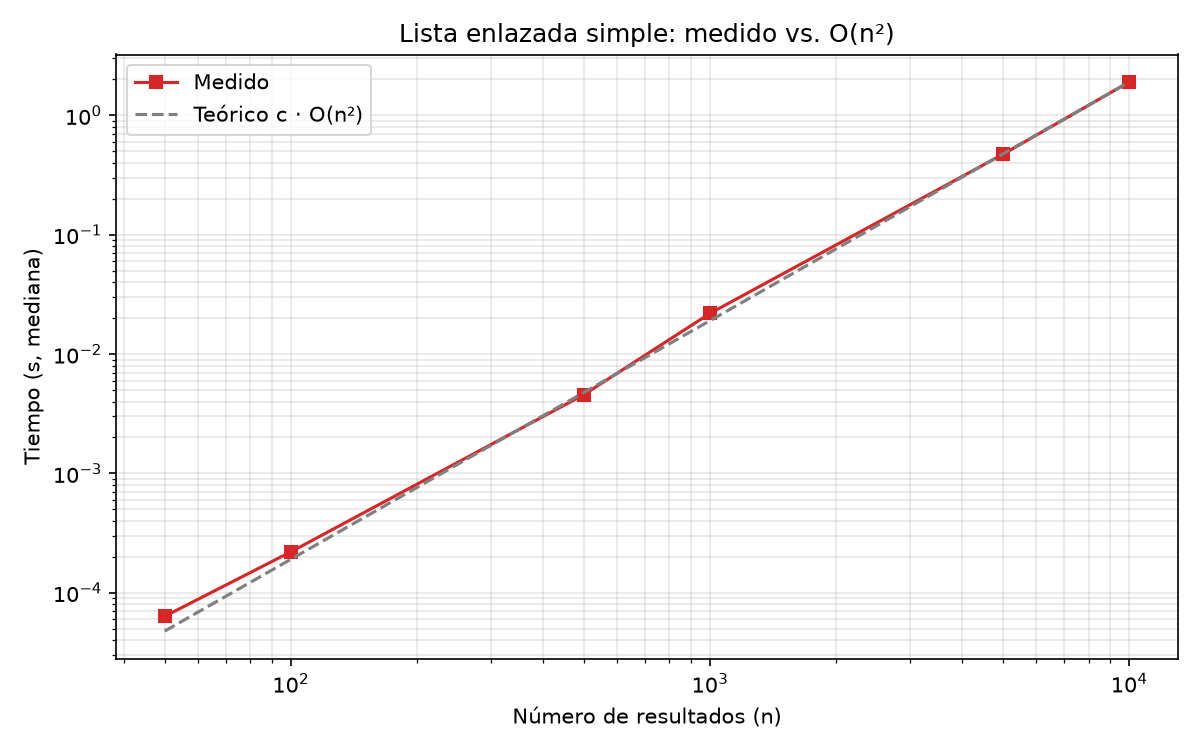 Lista enlazada simple: medido vs. O(n²)
Medido
Teórico c · O(n²)
Tiempo (s, mediana)
10⁰
10⁻¹
10⁻²
10⁻³
10⁻⁴
10²
10³
10⁴
Número de resultados (n)